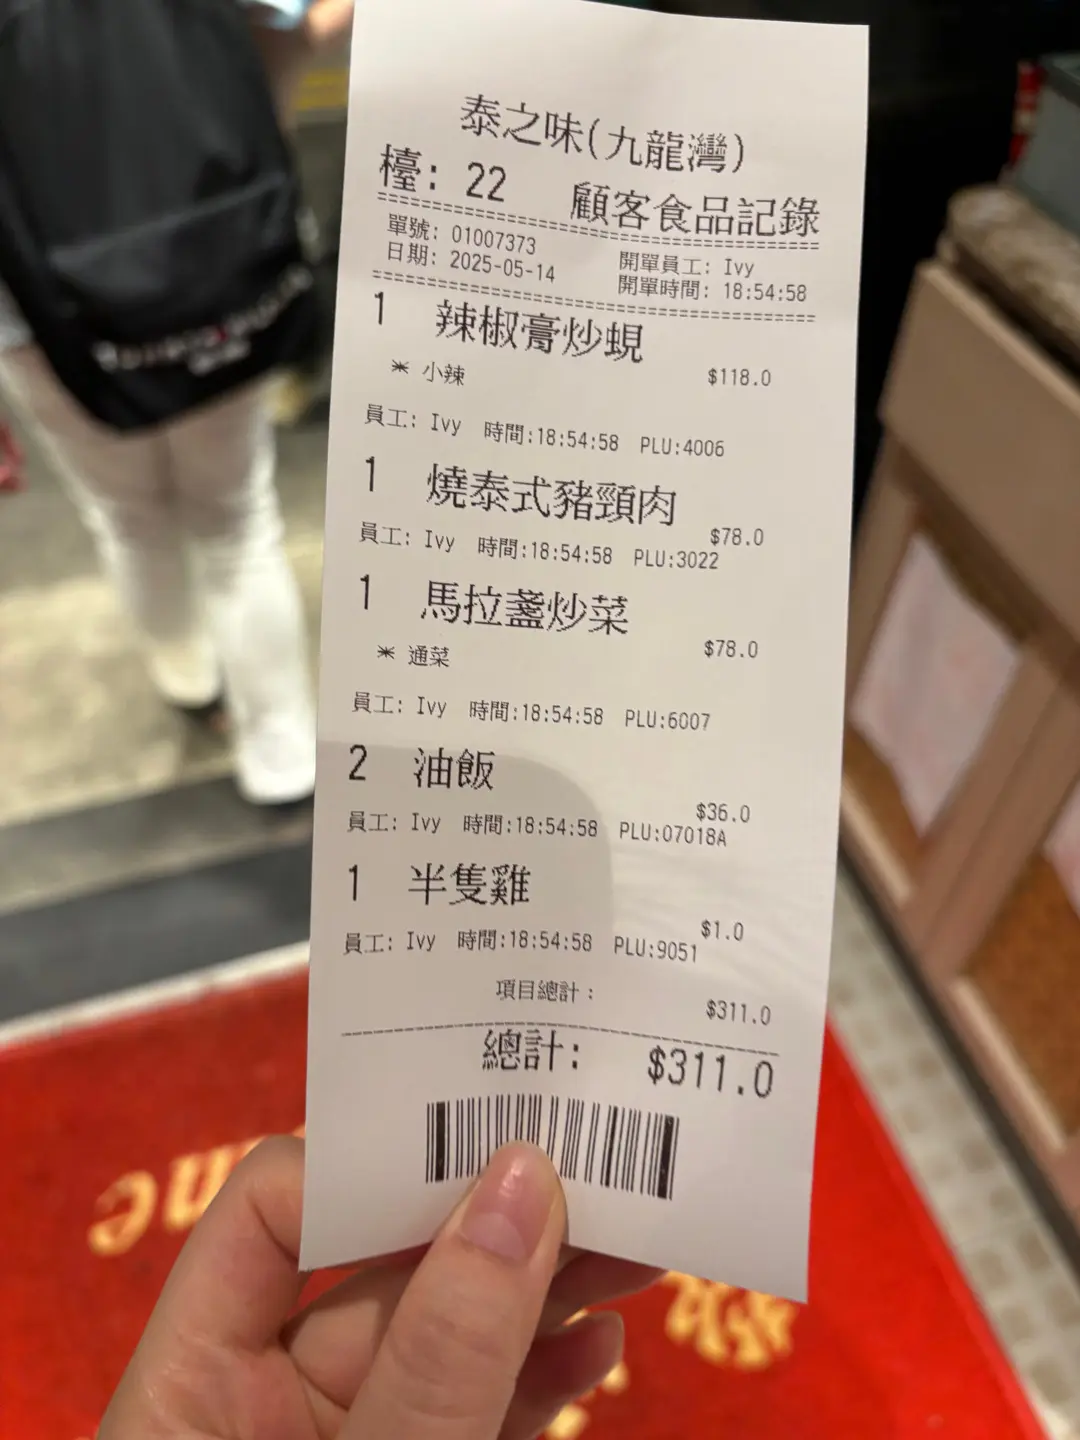 泰之味(九龍灣)
檯: 22 顧客食品記錄
單號: 01007373 開單員工: Ivy
日期: 2025-05-14 開單時間: 18:54:58
1 辣椒膏炒蜆 $118.0
* 小辣
員工: Ivy 時間:18:54:58 PLU:4006
1 燒泰式豬頸肉 $78.0
員工: Ivy 時間:18:54:58 PLU:3022
1 馬拉盞炒菜 $78.0
* 通菜
員工: Ivy 時間:18:54:58 PLU:6007
2 油飯 $36.0
員工: Ivy 時間:18:54:58 PLU:07018A
1 半隻雞 $1.0
員工: Ivy 時間:18:54:58 PLU:9051
項目總計: $311.0
總計: $311.0